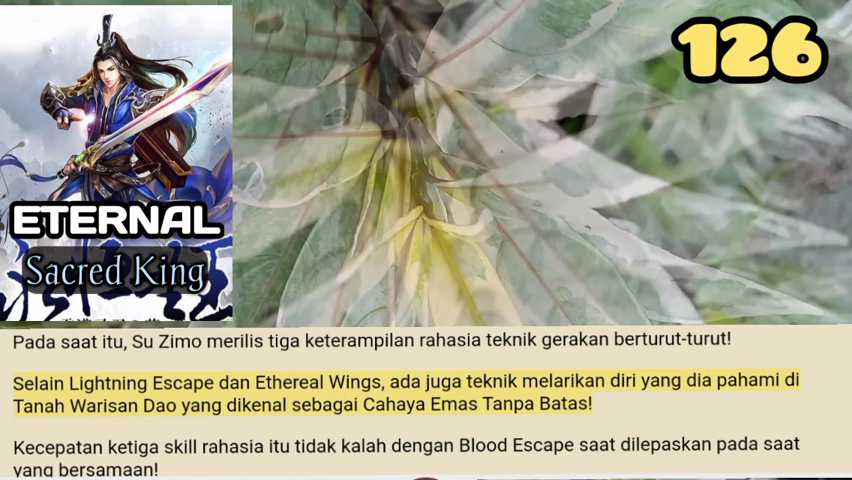 126
ETERNAL
Sacred King
Pada saat itu, Su Zimo merilis tiga keterampilan rahasia teknik gerakan berturut-turut!
Selain Lightning Escape dan Ethereal Wings, ada juga teknik melarikan diri yang dia pahami di
Tanah Warisan Dao yang dikenal sebagai Cahaya Emas Tanpa Batas!
Kecepatan ketiga skill rahasia itu tidak kalah dengan Blood Escape saat dilepaskan pada saat
yang bersamaan!